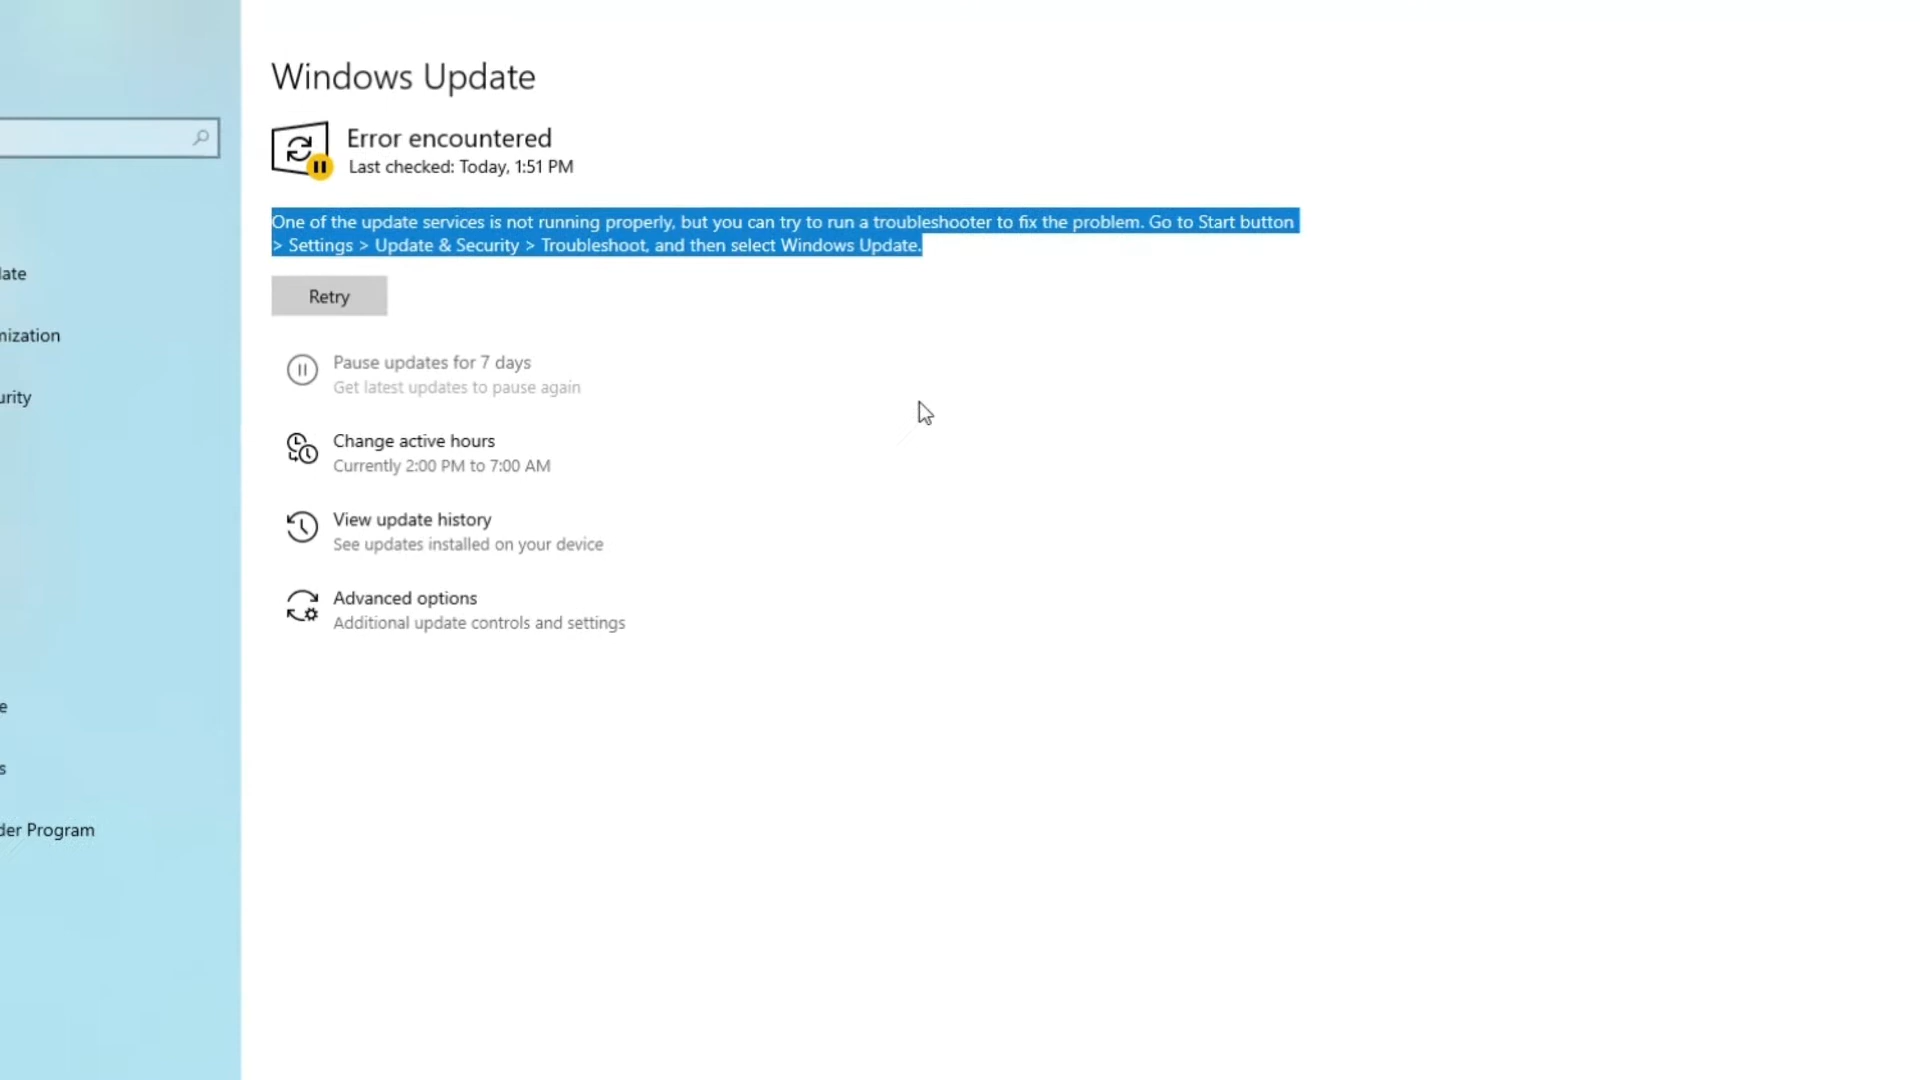 Windows Update
Error encountered
Last checked: Today, 1:51 PM
One of the update services is not running properly, but you can try to run a troubleshooter to fix the problem. Go to Start button
> Settings > Update & Security > Troubleshoot, and then select Windows Update.
Retry
Pause updates for 7 days
Get latest updates to pause again
Change active hours
Currently 2:00 PM to 7:00 AM
View update history
See updates installed on your device
Advanced options
Additional update controls and settings
late
mization
urity
e
s
der Program